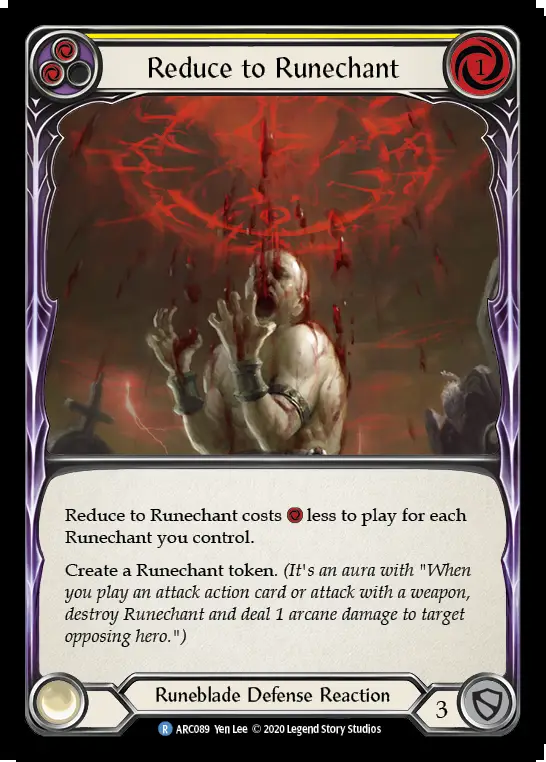 Reduce to Runechant
1
Reduce to Runechant costs less to play for each
Runechant you control.
Create a Runechant token. (It's an aura with "When
you play an attack action card or attack with a weapon,
destroy Runechant and deal 1 arcane damage to target
opposing hero.")
Runeblade Defense Reaction
3
R ARC089 Yen Lee © 2020 Legend Story Studios